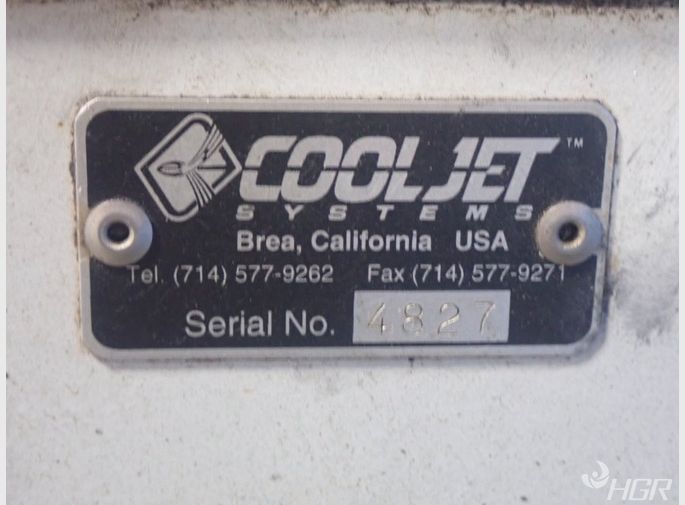 COOLJET™
SYSTEMS
Brea, California USA
Tel. (714) 577-9262 Fax (714) 577-9271
Serial No. 4827
HGR